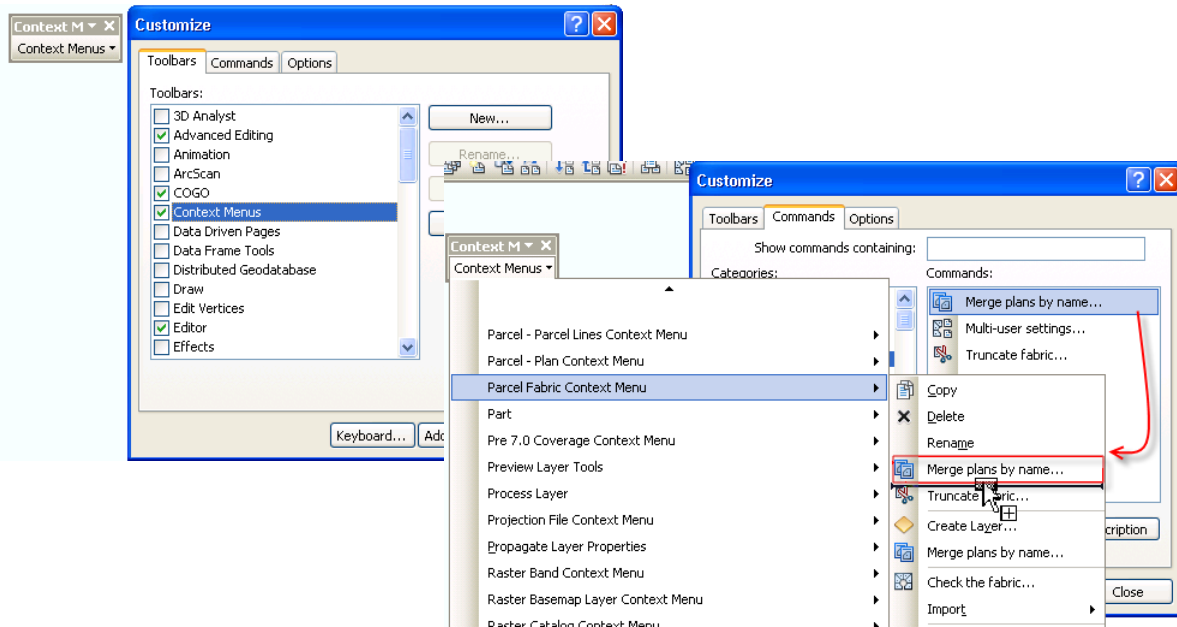 Context M
Context Menus
Customize
Toolbars Commands Options
Toolbars:
3D Analyst
Advanced Editing
Animation
ArcScan
COGO
Context Menus
Data Driven Pages
Data Frame Tools
Distributed Geodatabase
Draw
Edit Vertices
Editor
Effects
New...
Rename...
Keyboard...
Customize
Toolbars Commands Options
Show commands containing:
Categories:
Commands:
Merge plans by name...
Multi-user settings...
Truncate fabric...
Close
Context M
Context Menus
Parcel - Parcel Lines Context Menu
Parcel - Plan Context Menu
Parcel Fabric Context Menu
Part
Pre 7.0 Coverage Context Menu
Preview Layer Tools
Process Layer
Projection File Context Menu
Propagate Layer Properties
Raster Band Context Menu
Raster Basemap Layer Context Menu
Raster Catalog Context Menu
Copy
Delete
Rename
Merge plans by name...
Truncate
Create Layer...
Merge plans by name...
Check the fabric...
Import